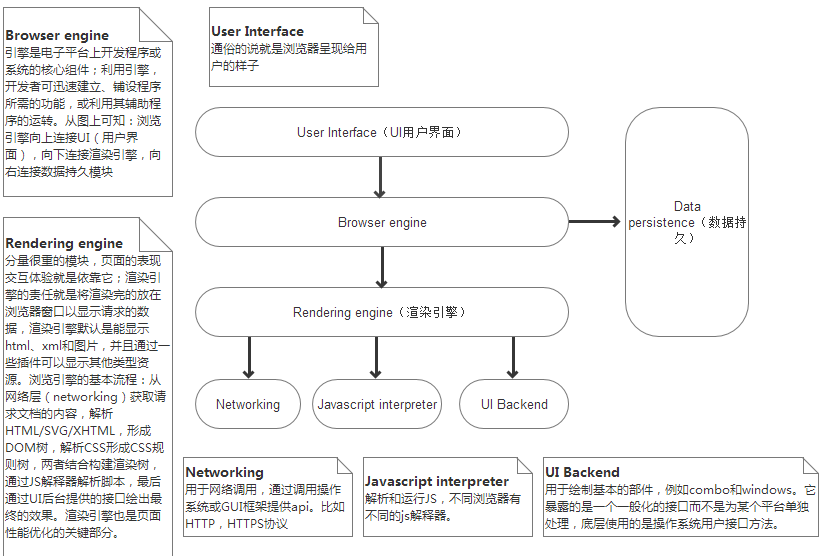 Browser engine
引擎是电子平台上开发程序或
系统的核心组件；利用引擎，
开发者可迅速建立、铺设程序
所需的功能，或利用其辅助程
序的运转。从图上可知：浏览
引擎向上连接UI（用户界
面），向下连接渲染引擎，向
右连接数据持久模块
User Interface
通俗的说就是浏览器呈现给用
户的样子
User Interface（UI用户界面）
Browser engine
Data
persistence（数据持
久）
Rendering engine（渲染引擎）
Networking
Javascript interpreter
UI Backend
Rendering engine
分量很重的模块，页面的表现
交互体验就是依靠它；渲染引
擎的责任就是将渲染完的放在
浏览器窗口以显示请求的数
据，渲染引擎默认是能显示
html、xml和图片，并且通过一
些插件可以显示其他类型资
源。浏览引擎的基本流程：从
网络层（networking）获取请
求文档的内容，解析
HTML/SVG/XHTML，形成
DOM树，解析CSS形成CSS规
则树，两者结合构建渲染树，
通过JS解释器解析脚本，最后
通过UI后台提供的接口绘出最
终的效果。渲染引擎也是页面
性能优化的关键部分。
Networking
用于网络调用，通过调用操作
系统或GUI框架提供api。比如
HTTP，HTTPS协议
Javascript interpreter
解析和运行JS，不同浏览器有
不同的js解释器。
UI Backend
用于绘制基本的部件，例如combo和windows。它
暴露的是一个一般化的接口而不是为某个平台单独
处理，底层使用的是操作系统用户接口方法。